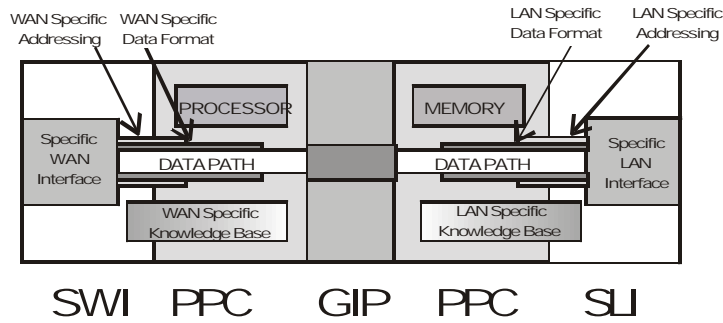 WAN Specific
Addressing
WAN Specific
Data Format
LAN Specific
Data Format
LAN Specific
Addressing
PROCESSOR
MEMORY
Specific
WAN
Interface
DATA PATH
DATA PATH
Specific
LAN
Interface
WAN Specific
Knowledge Base
LAN Specific
Knowledge Base
SWI PPC GIP PPC SLI